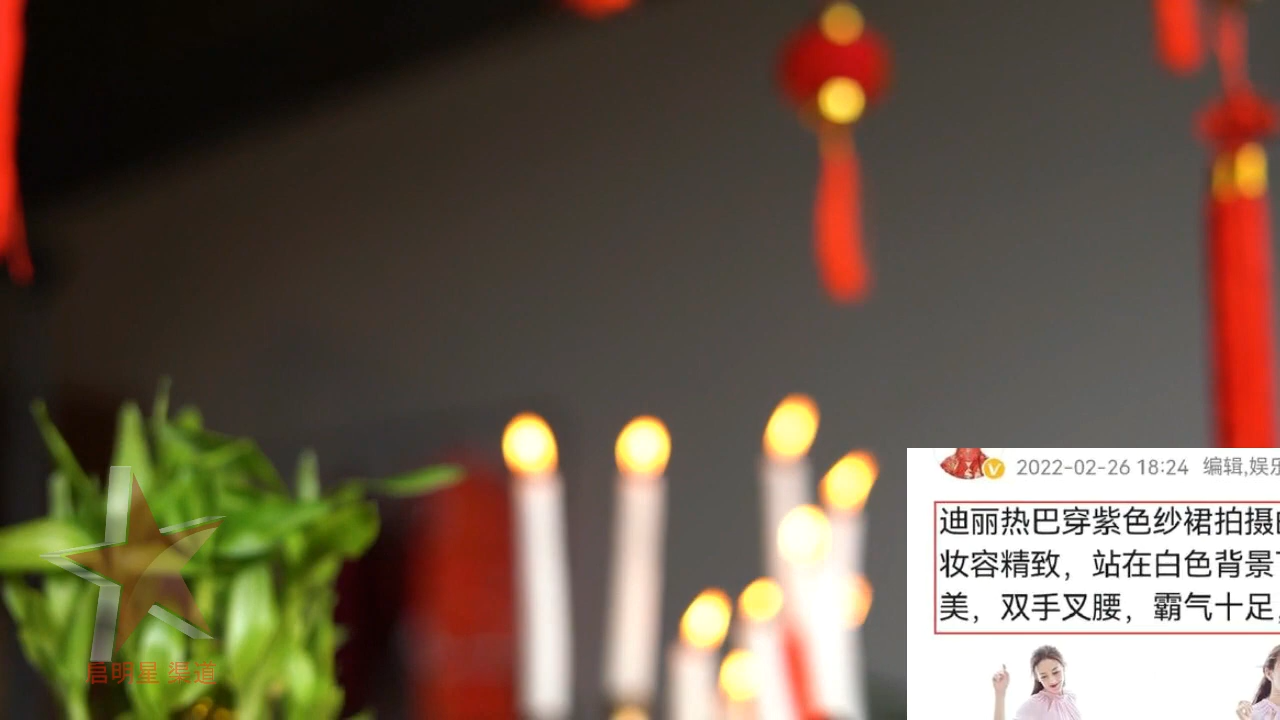 2022-02-26 18:24 编辑,娱乐
迪丽热巴穿紫色纱裙拍摄
妆容精致，站在白色背景下
美，双手叉腰，霸气十足，
启明星 渠道